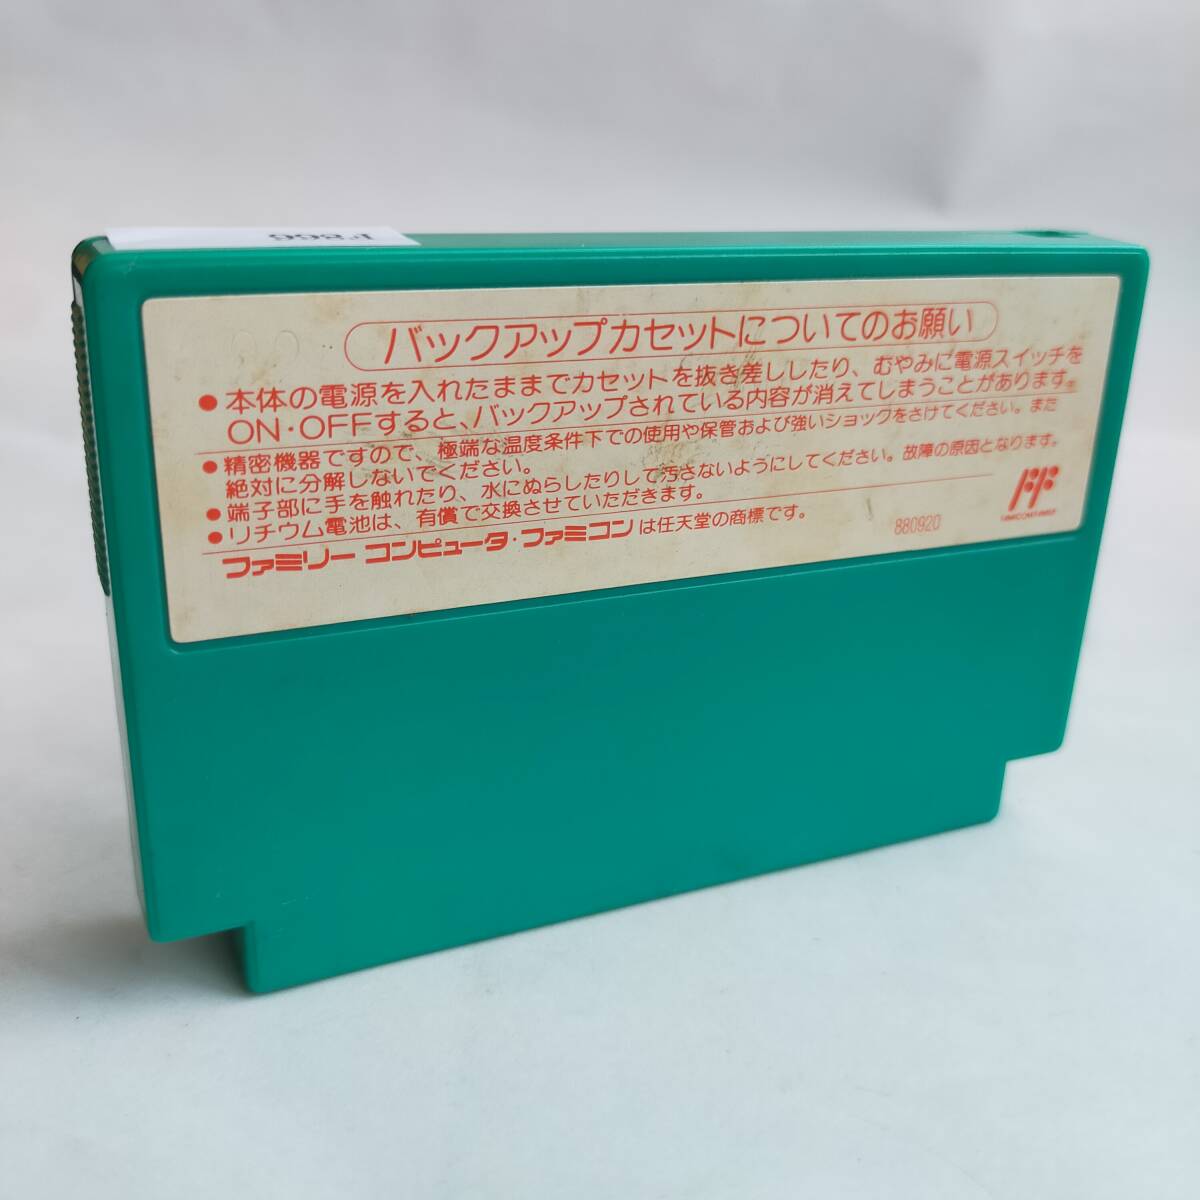 F866
バックアップカセットについてのお願い
●本体の電源を入れたままでカセットを抜き差ししたり、むやみに電源スイッチを
ON・OFFすると、バックアップされている内容が消えてしまうことがあります。
●精密機器ですので、極端な温度条件下での使用や保管および強いショックをさけてください。また
絶対に分解しないでください。
●端子部に手を触れたり、水にぬらしたりして汚さないようにしてください。故障の原因となります。
●リチウム電池は、有償で交換させていただきます。
ファミリー コンピュータ・ファミコンは任天堂の商標です。
880920